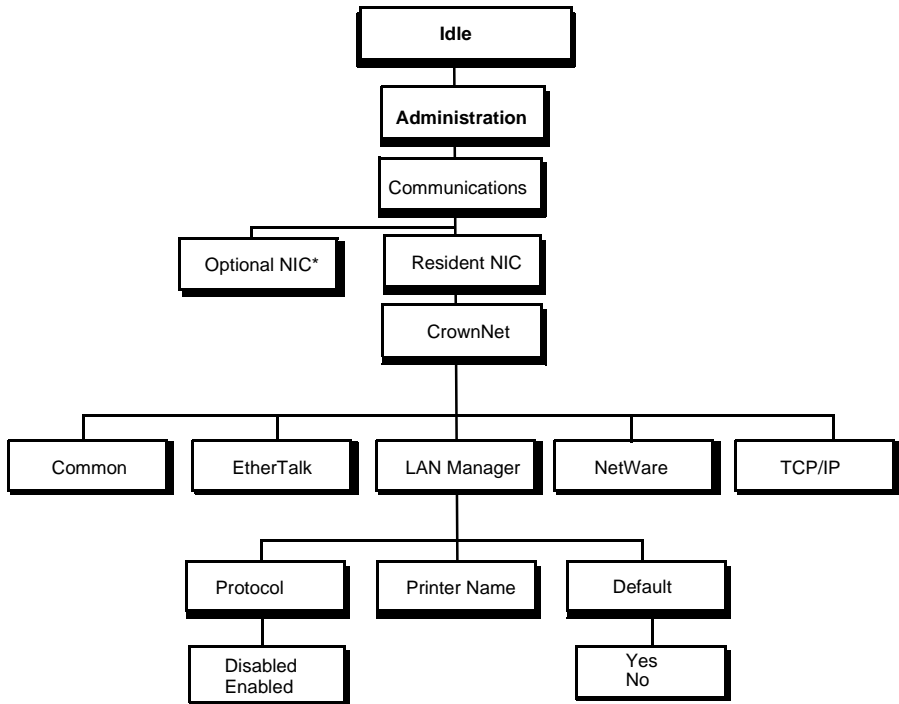 Idle
Administration
Communications
Optional NIC*
Resident NIC
CrownNet
Common
EtherTalk
LAN Manager
NetWare
TCP/IP
Protocol
Printer Name
Default
Disabled
Enabled
Yes
No